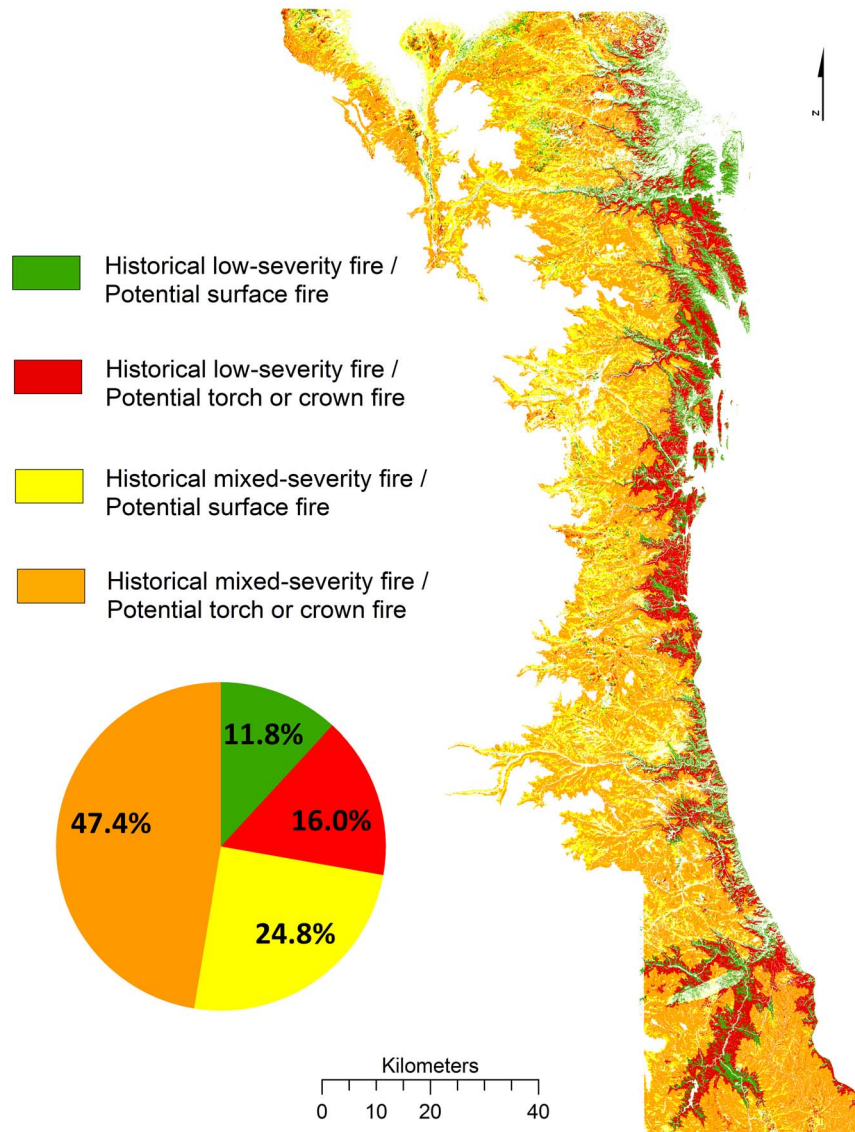 N
Historical low-severity fire /
Potential surface fire
Historical low-severity fire /
Potential torch or crown fire
Historical mixed-severity fire /
Potential surface fire
Historical mixed-severity fire /
Potential torch or crown fire
11.8%
47.4%
16.0%
24.8%
Kilometers
0 10 20 40